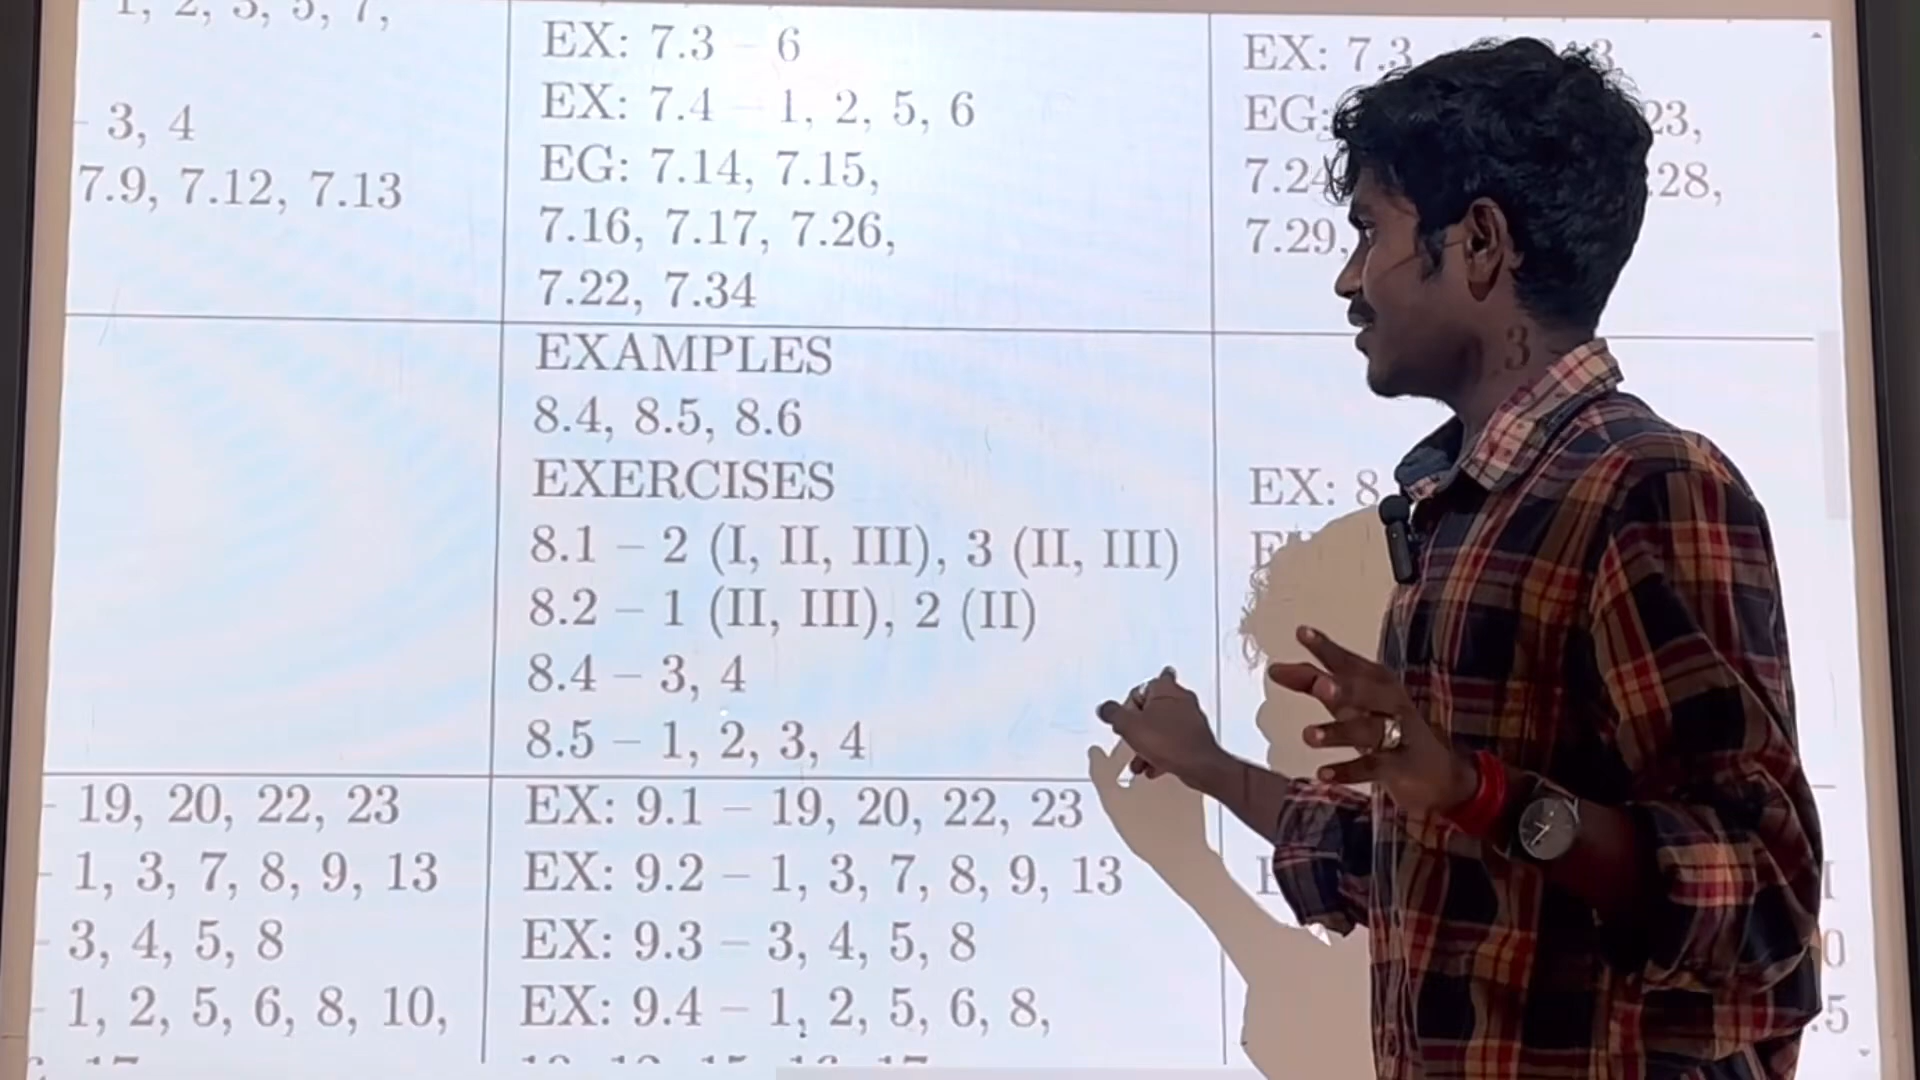 1, 2, 3, 5, 7,
3, 4
7.9, 7.12, 7.13
EX: 7.3 – 6
EX: 7.4 – 1, 2, 5, 6
EG: 7.14, 7.15,
7.16, 7.17, 7.26,
7.22, 7.34
EX: 7.3
EG: 23,
28,
7.29,
EXAMPLES
8.4, 8.5, 8.6
EXERCISES
8.1 – 2 (I, II, III), 3 (II, III)
8.2 – 1 (II, III), 2 (II)
8.4 – 3, 4
8.5 – 1, 2, 3, 4
EX: 8
- 19, 20, 22, 23
- 1, 3, 7, 8, 9, 13
- 3, 4, 5, 8
- 1, 2, 5, 6, 8, 10,
EX: 9.1 – 19, 20, 22, 23
EX: 9.2 – 1, 3, 7, 8, 9, 13
EX: 9.3 – 3, 4, 5, 8
EX: 9.4 – 1, 2, 5, 6, 8,